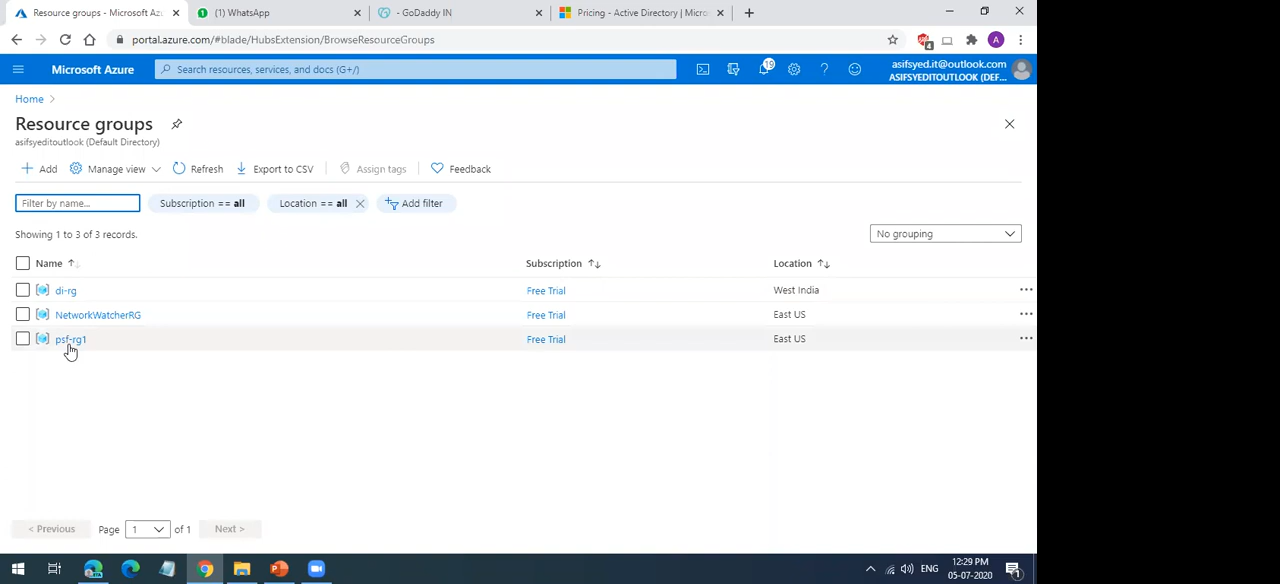 Resource groups - Microsoft Azu
(1) WhatsApp
- GoDaddy IN
Pricing - Active Directory | Micro
portal.azure.com/#blade/HubsExtension/BrowseResourceGroups
4
A
Microsoft Azure
Search resources, services, and docs (G+/)
19
asifsyed.it@outlook.com
ASIFSYEDITOUTLOOK (DEF...
Home
Resource groups
asifsyeditoutlook (Default Directory)
Add
Manage view
Refresh
Export to CSV
Assign tags
Feedback
Filter by name...
Subscription == all
Location == all
Add filter
Showing 1 to 3 of 3 records.
No grouping
Name
Subscription
Location
di-rg
Free Trial
West India
NetworkWatcherRG
Free Trial
East US
psf-rg1
Free Trial
East US
< Previous
Page
1
of 1
Next >
ENG
12:29 PM
05-07-2020
1